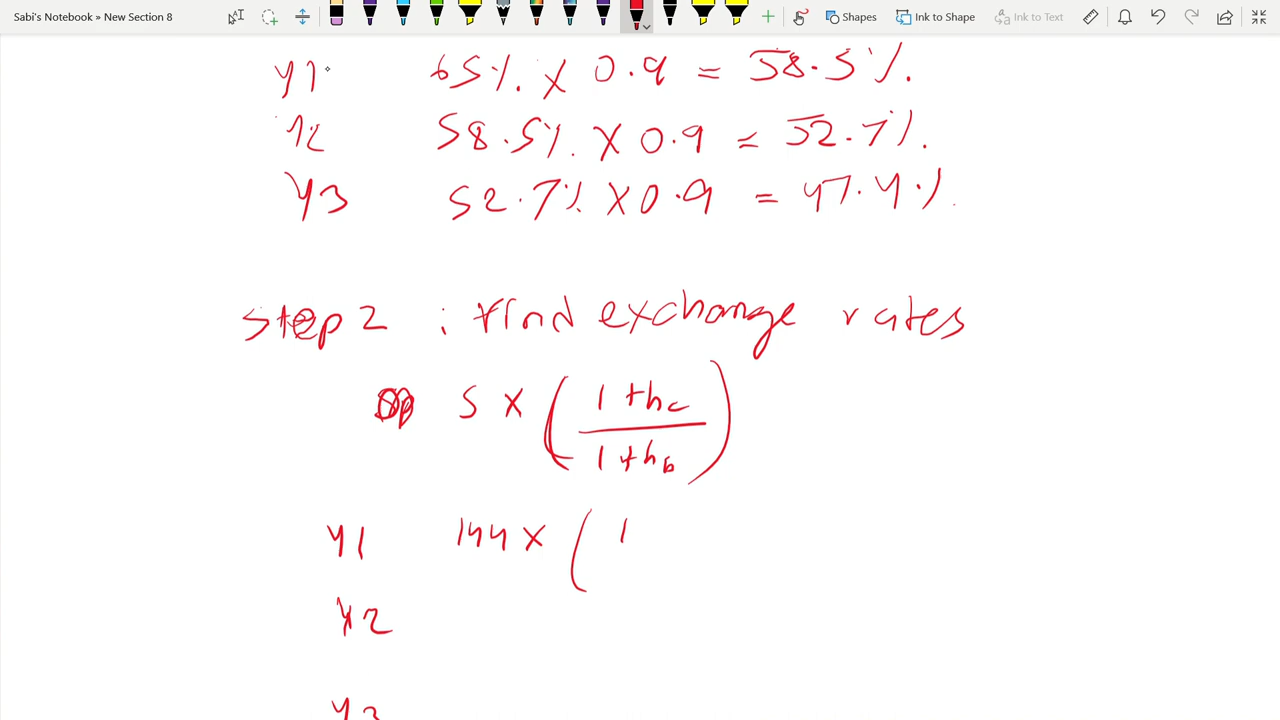 Sabi's Notebook » New Section 8 Shapes Ink to Shape Ink to Text
y1 65% × 0.9 = 58.5%.
y2 58.5% × 0.9 = 52.7%.
y3 52.7% × 0.9 = 47.4%.
step 2 : find exchange rates
S × ( 1 + hc / 1 + hb )
y1 144 × ( 1
y2
y3